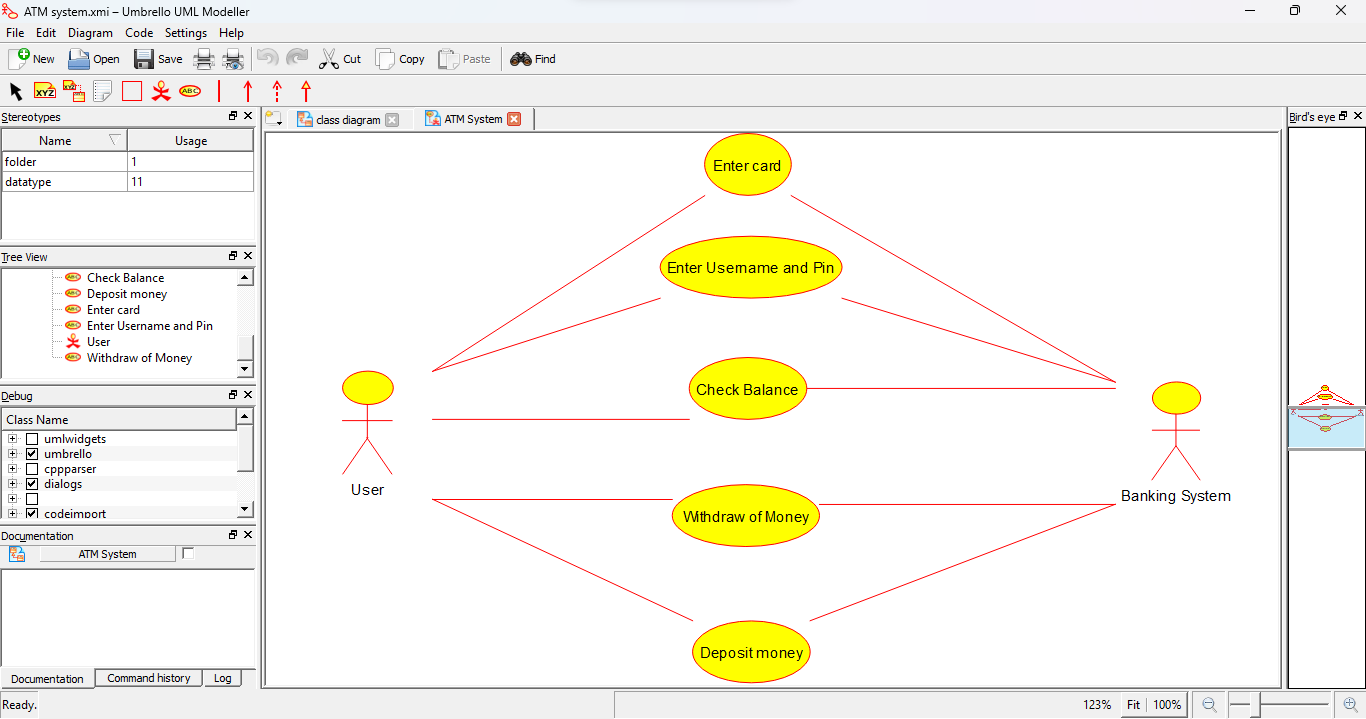 ATM system.xmi – Umbrello UML Modeller
File Edit Diagram Code Settings Help
New Open Save Cut Copy Paste Find
XYZ XYZ ABC
Stereotypes
Name Usage
folder 1
datatype 11
Tree View
Check Balance
Deposit money
Enter card
Enter Username and Pin
User
Withdraw of Money
Debug
Class Name
umlwidgets
umbrello
cppparser
dialogs
codeimport
Documentation
ATM System
Documentation Command history Log
class diagram ATM System
Enter card
Enter Username and Pin
Check Balance
User
Banking System
Withdraw of Money
Deposit money
Bird's eye
Ready.
123% Fit 100%